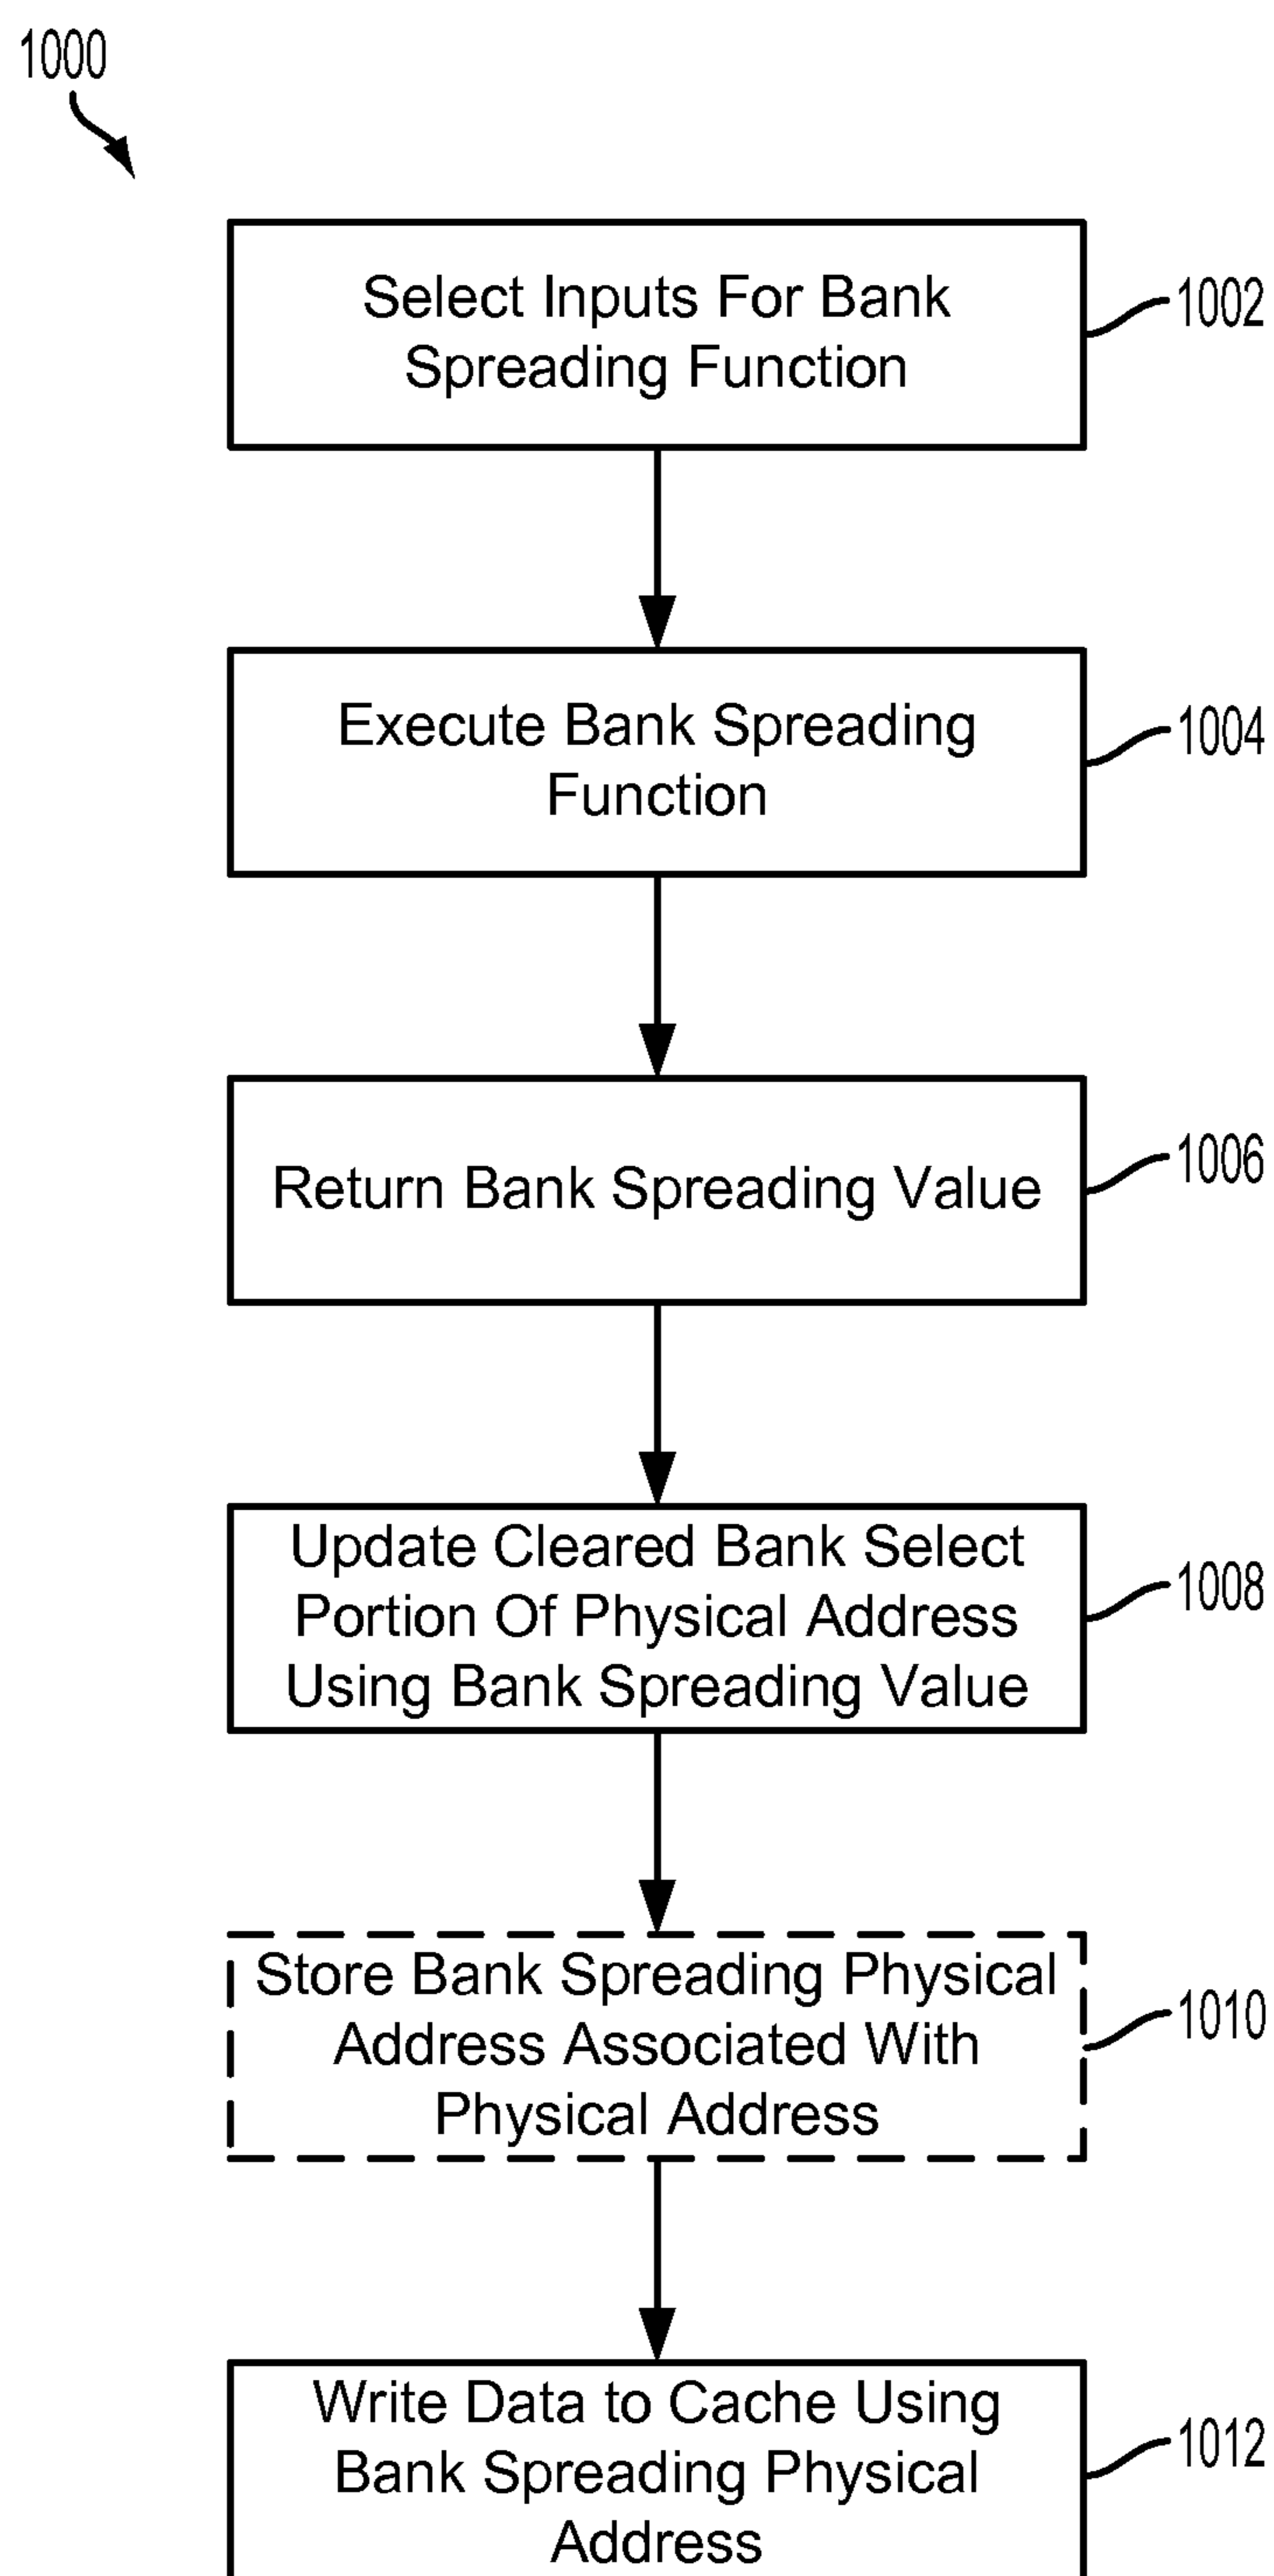 1000
Select Inputs For Bank
Spreading Function
1002
Execute Bank Spreading
Function
1004
Return Bank Spreading Value
1006
Update Cleared Bank Select
Portion Of Physical Address
Using Bank Spreading Value
1008
Store Bank Spreading Physical
Address Associated With
Physical Address
1010
Write Data to Cache Using
Bank Spreading Physical
Address
1012